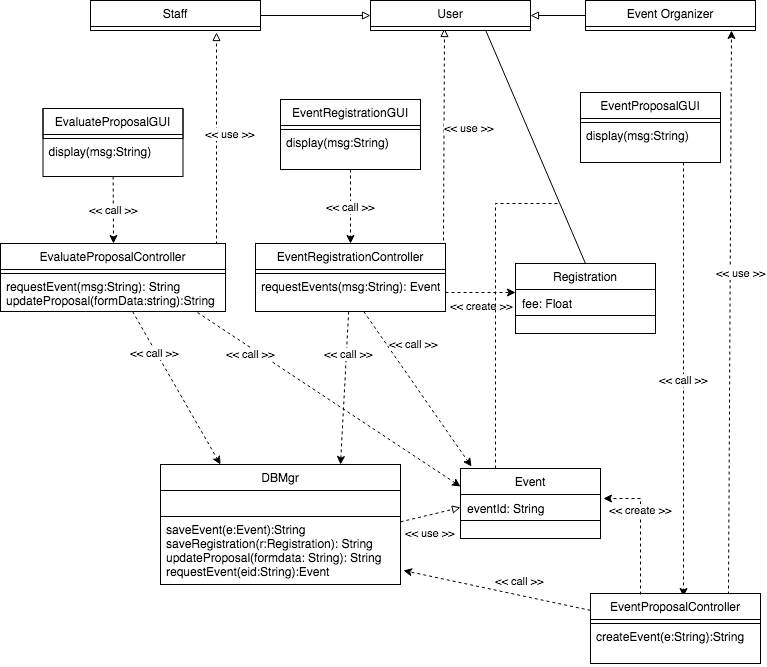 Staff
User
Event Organizer
EvaluateProposalGUI
display(msg:String)
EventRegistrationGUI
display(msg:String)
EventProposalGUI
display(msg:String)
<< use >>
<< use >>
<< call >>
<< call >>
EvaluateProposalController
requestEvent(msg:String): String
updateProposal(formData:string):String
EventRegistrationController
requestEvents(msg:String): Event
<< create >>
Registration
fee: Float
<< use >>
<< call >>
<< call >>
<< call >>
<< call >>
<< call >>
DBMgr
saveEvent(e:Event):String
saveRegistration(r:Registration): String
updateProposal(formdata: String): String
requestEvent(eid:String):Event
<< use >>
Event
eventId: String
<< create >>
<< call >>
EventProposalController
createEvent(e:String):String